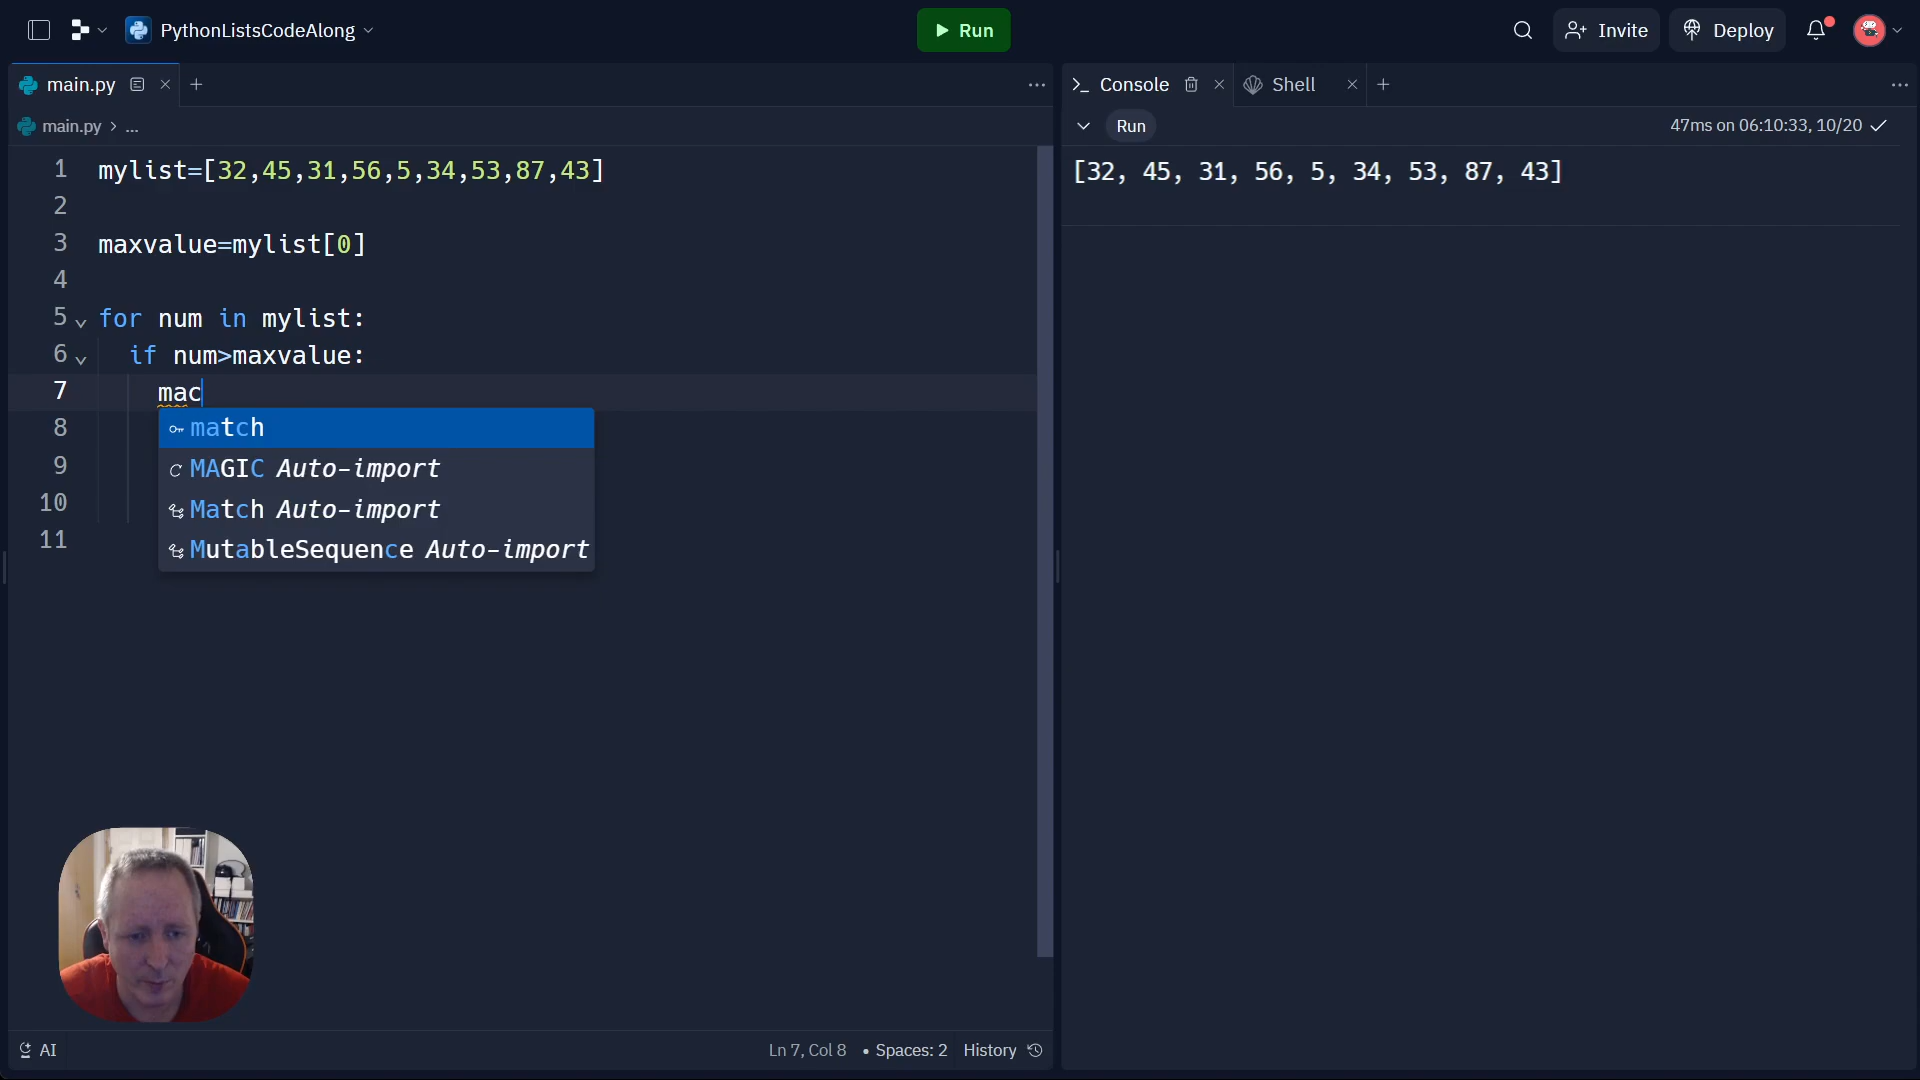 PythonListsCodeAlong
Run
Invite
Deploy
main.py
Console
Shell
main.py > ...
Run
47ms on 06:10:33, 10/20
1 mylist=[32,45,31,56,5,34,53,87,43]
2
3 maxvalue=mylist[0]
4
5 for num in mylist:
6 if num>maxvalue:
7 mac
8
9
10
11
match
MAGIC Auto-import
Match Auto-import
MutableSequence Auto-import
[32, 45, 31, 56, 5, 34, 53, 87, 43]
AI
Ln 7, Col 8 • Spaces: 2 History